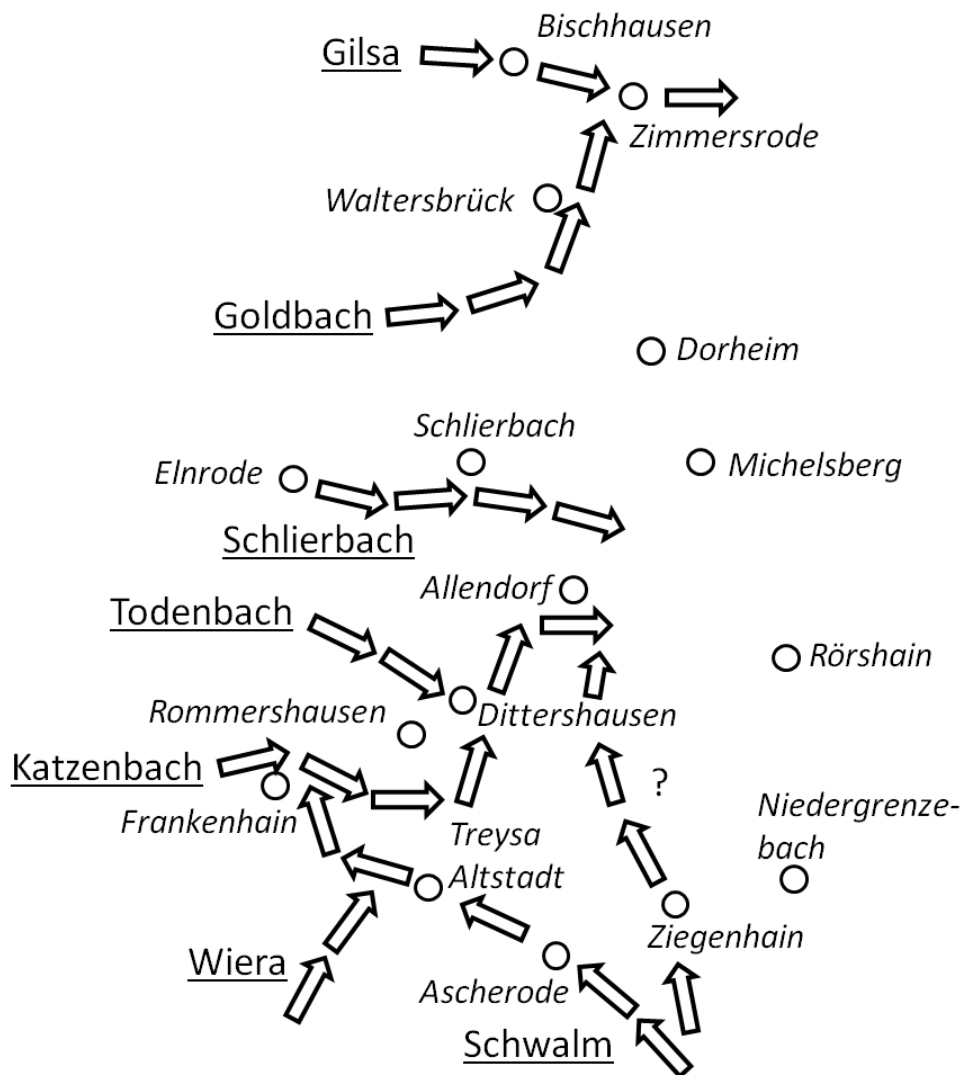 Bischhausen
Gilsa
Zimmersrode
Waltersbrück
Goldbach
Dorheim
Schlierbach
Elnrode
Michelsberg
Schlierbach
Allendorf
Todenbach
Rörshain
Rommershausen
Dittershausen
Katzenbach
?
Frankenhain
Treysa
Altstadt
Niedergrenze-
bach
Ziegenhain
Wiera
Ascherode
Schwalm